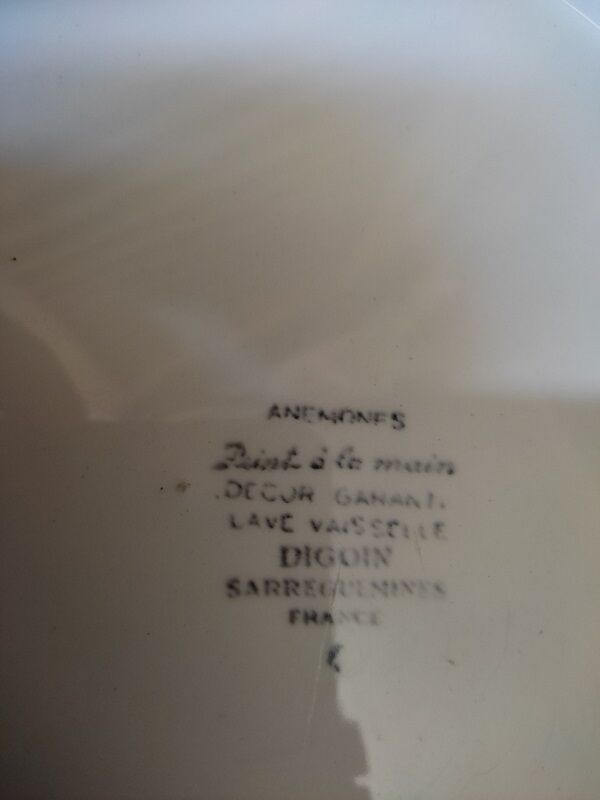 ANEMONES
Peint à la main
DECOR GARANTI
LAVE VAISSELLE
DIGOIN
SARREGUEMINES
FRANCE